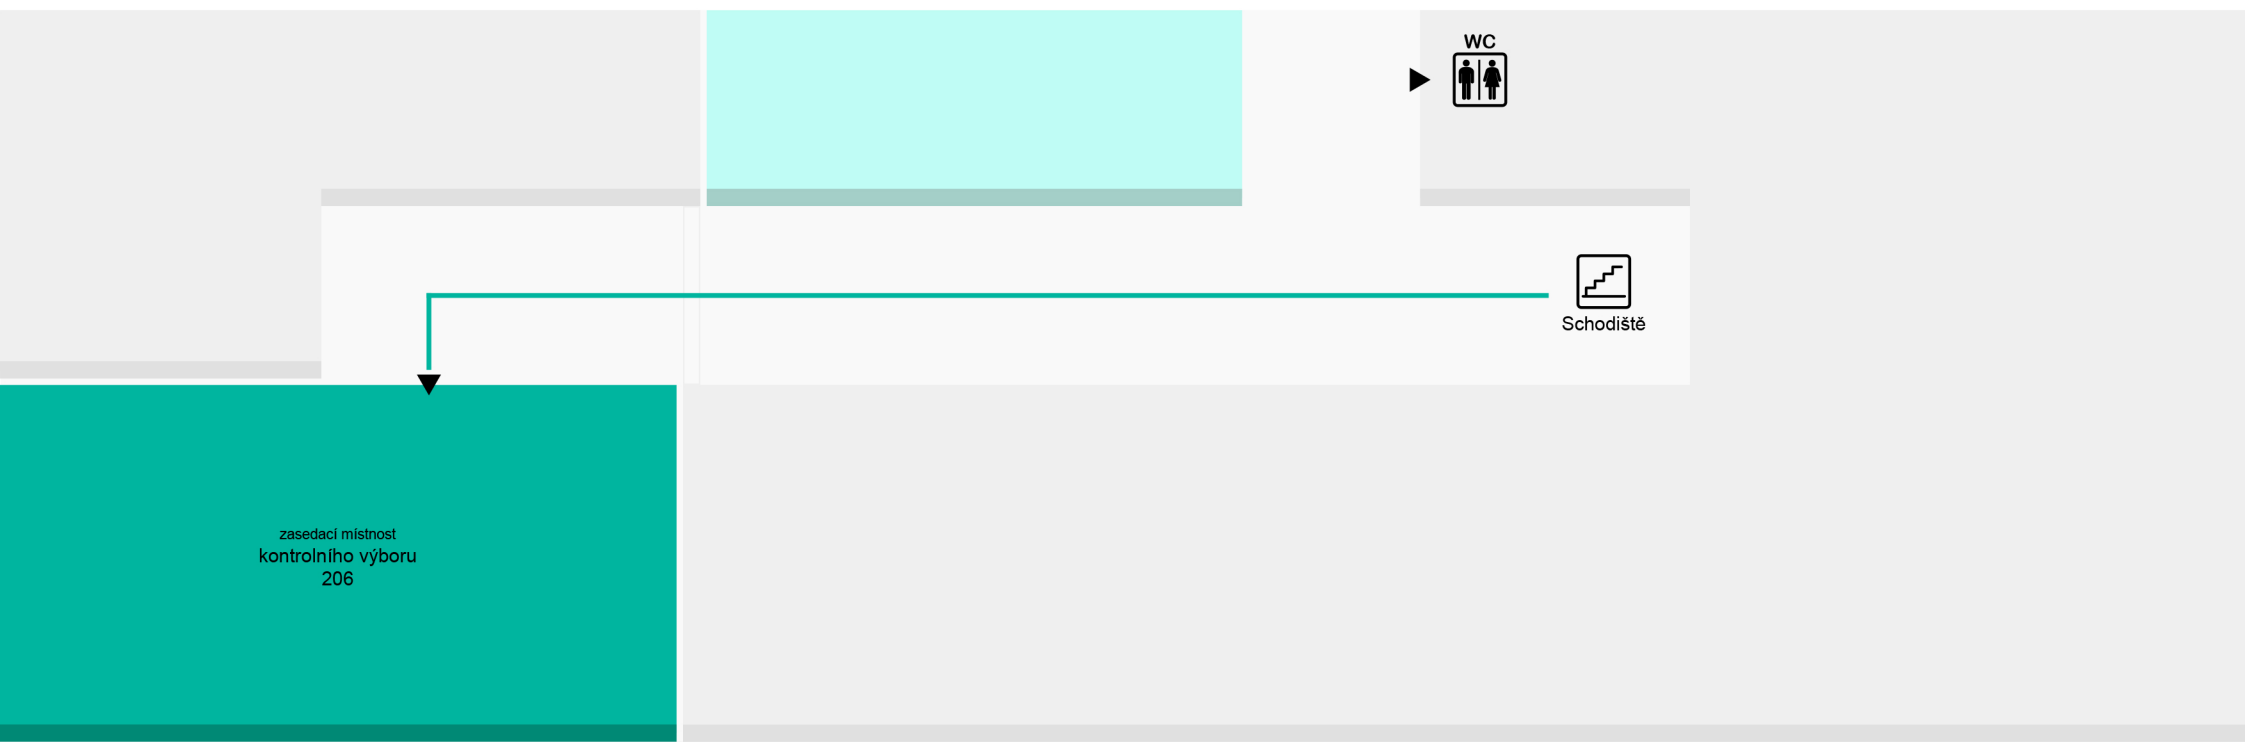 WC
Schodiště
zasedací místnost
kontrolního výboru
206